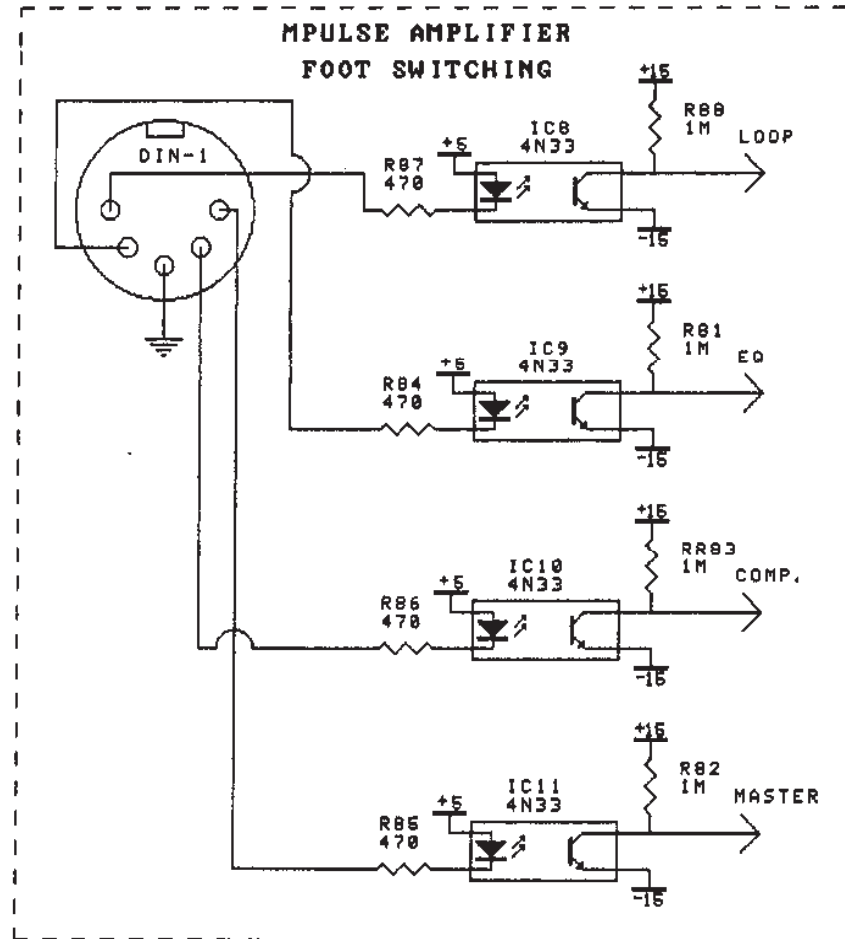 MPULSE AMPLIFIER
FOOT SWITCHING
DIN-1
R87
470
+5
IC8
4N33
+15
R80
1M
LOOP
-15
R84
470
+5
IC9
4N33
+15
R81
1M
EQ
-15
R86
470
+5
IC10
4N33
+15
RR83
1M
COMP.
-15
R85
470
+5
IC11
4N33
+15
R82
1M
MASTER
-15